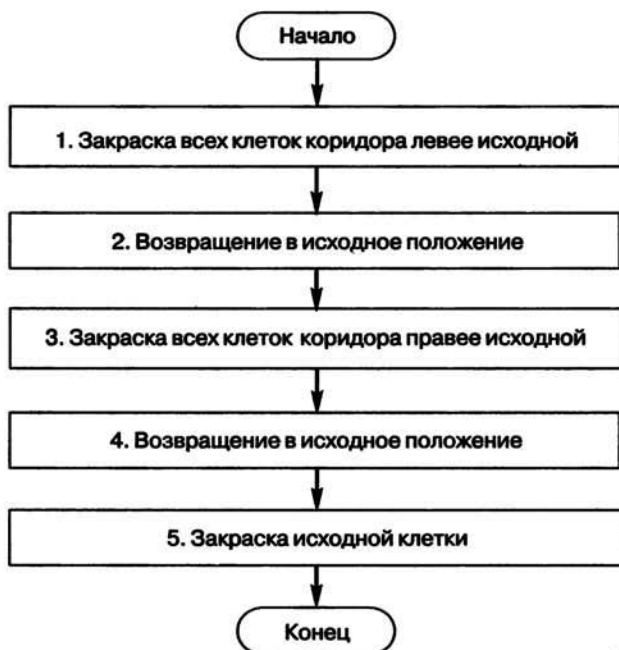 Начало
1. Закраска всех клеток коридора левее исходной
2. Возвращение в исходное положение
3. Закраска всех клеток коридора правее исходной
4. Возвращение в исходное положение
5. Закраска исходной клетки
Конец